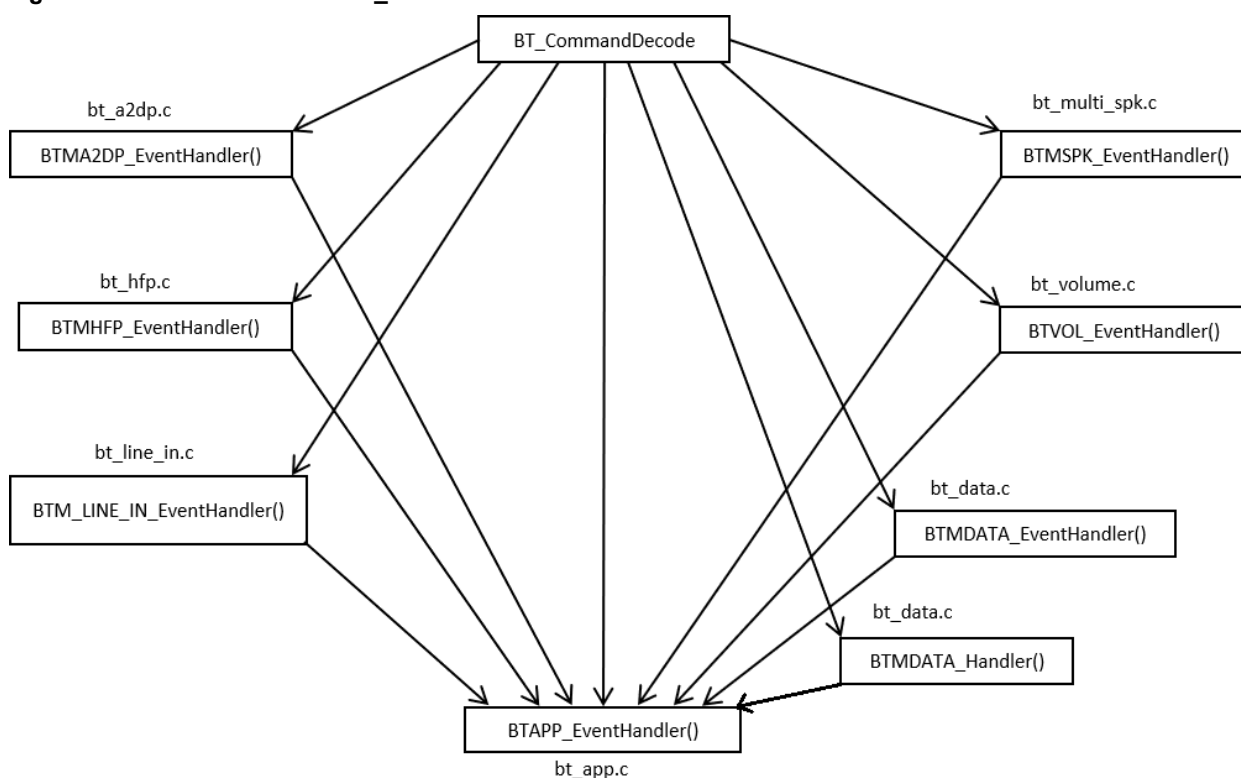 BT_CommandDecode
bt_a2dp.c
BTMA2DP_EventHandler()
bt_multi_spk.c
BTMSPK_EventHandler()
bt_hfp.c
BTMHFP_EventHandler()
bt_volume.c
BTVOL_EventHandler()
bt_line_in.c
BTM_LINE_IN_EventHandler()
bt_data.c
BTMDATA_EventHandler()
bt_data.c
BTMDATA_Handler()
BTAPP_EventHandler()
bt_app.c